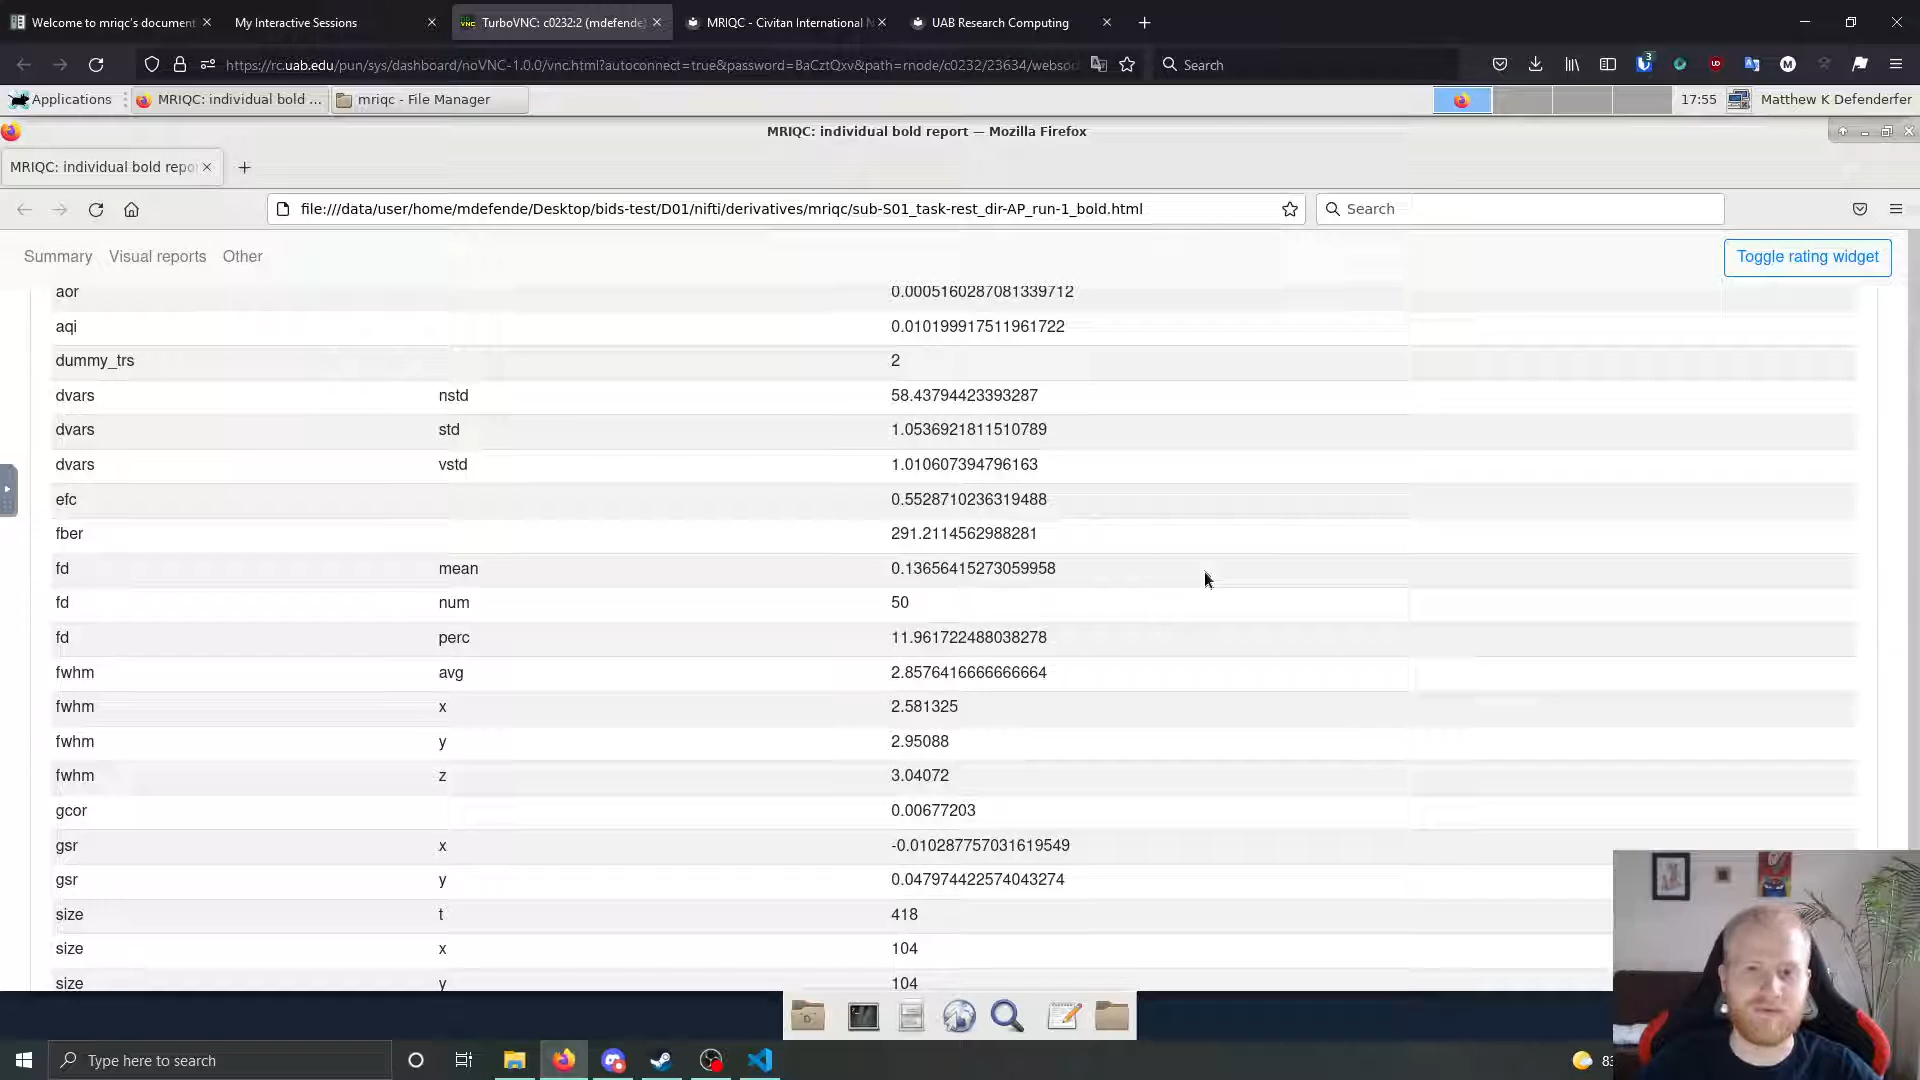 Welcome to mriqc's document
My Interactive Sessions
TurboVNC: c0232:2 (mdefende
MRIQC - Civitan International N
UAB Research Computing
https://rc.uab.edu/pun/sys/dashboard/noVNC-1.0.0/vnc.html?autoconnect=true&password=BaCztQxv&path=rnode/c0232/23634/webso
Search
3
Applications
MRIQC: individual bold ...
mriqc - File Manager
17:55
Matthew K Defenderfer
MRIQC: individual bold report — Mozilla Firefox
MRIQC: individual bold repo
file:///data/user/home/mdefende/Desktop/bids-test/D01/nifti/derivatives/mriqc/sub-S01_task-rest_dir-AP_run-1_bold.html
Search
Summary Visual reports Other
Toggle rating widget
aor 0.0005160287081339712
aqi 0.010199917511961722
dummy_trs 2
dvars nstd 58.43794423393287
dvars std 1.0536921811510789
dvars vstd 1.010607394796163
efc 0.5528710236319488
fber 291.2114562988281
fd mean 0.13656415273059958
fd num 50
fd perc 11.961722488038278
fwhm avg 2.8576416666666664
fwhm x 2.581325
fwhm y 2.95088
fwhm z 3.04072
gcor 0.00677203
gsr x -0.010287757031619549
gsr y 0.047974422574043274
size t 418
size x 104
size y 104
Type here to search